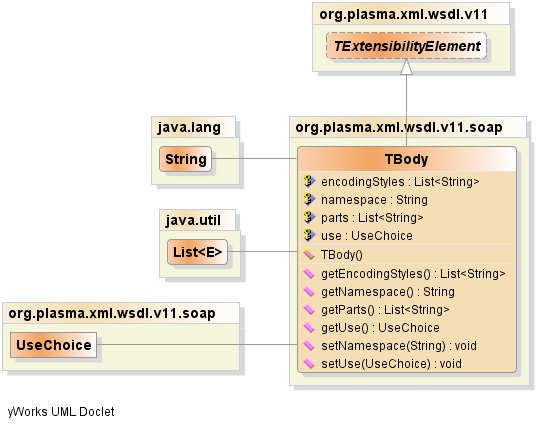 org.plasma.xml.wsdl.v11
TExtensibilityElement
java.lang
String
org.plasma.xml.wsdl.v11.soap
TBody
encodingStyles : List<String>
namespace : String
parts : List<String>
use : UseChoice
TBody()
getEncodingStyles() : List<String>
getNamespace() : String
getParts() : List<String>
getUse() : UseChoice
setNamespace(String) : void
setUse(UseChoice) : void
java.util
List<E>
org.plasma.xml.wsdl.v11.soap
UseChoice
yWorks UML Doclet